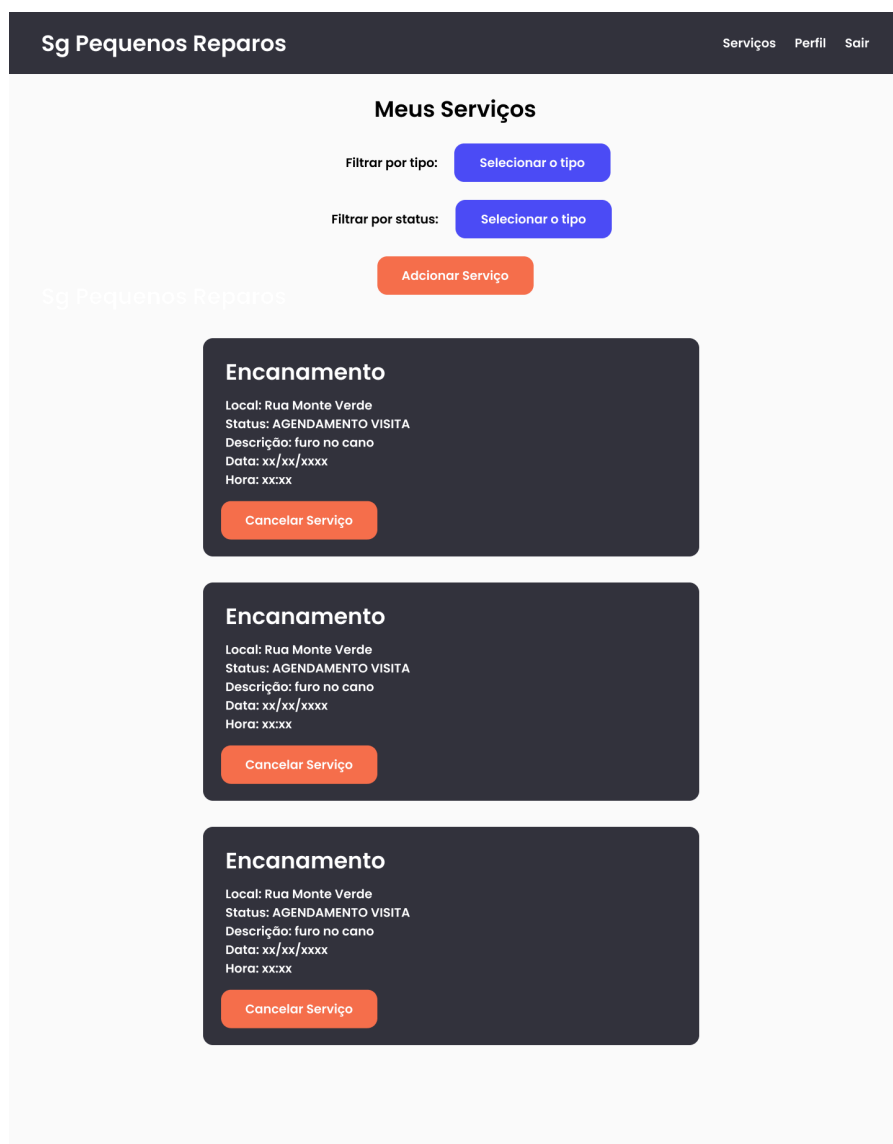 Sg Pequenos Reparos
Serviços Perfil Sair
Meus Serviços
Filtrar por tipo: Selecionar o tipo
Filtrar por status: Selecionar o tipo
Adcionar Serviço
Sg Pequenos Reparos
Encanamento
Local: Rua Monte Verde
Status: AGENDAMENTO VISITA
Descrição: furo no cano
Data: xx/xx/xxxx
Hora: xx:xx
Cancelar Serviço
Encanamento
Local: Rua Monte Verde
Status: AGENDAMENTO VISITA
Descrição: furo no cano
Data: xx/xx/xxxx
Hora: xx:xx
Cancelar Serviço
Encanamento
Local: Rua Monte Verde
Status: AGENDAMENTO VISITA
Descrição: furo no cano
Data: xx/xx/xxxx
Hora: xx:xx
Cancelar Serviço